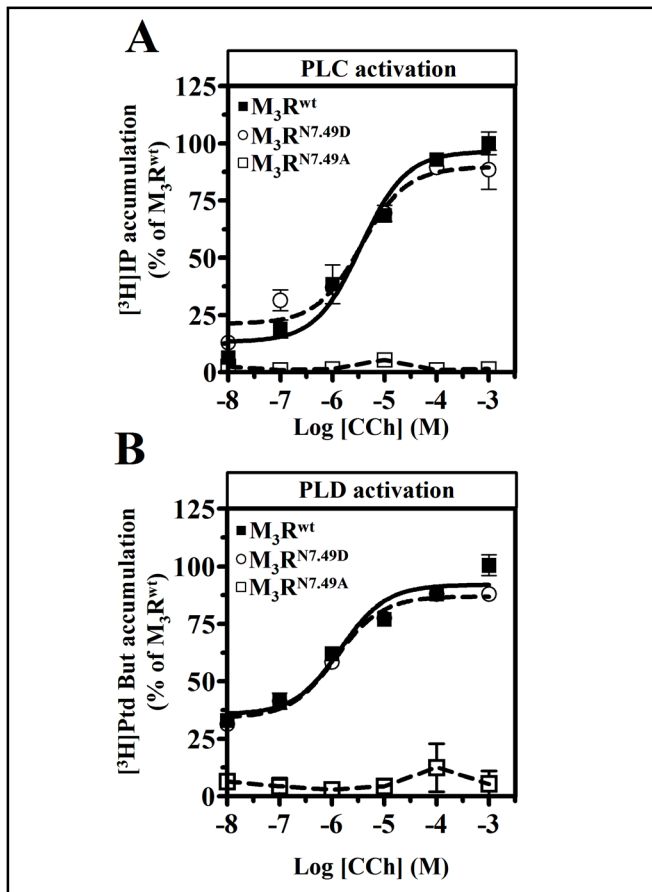 A
PLC activation
125
100
75
50
25
0
[³H]IP accumulation
(% of M₃Rʷᵗ)
M₃Rʷᵗ
M₃Rᴺ⁷·⁴⁹ᴰ
M₃Rᴺ⁷·⁴⁹ᴬ
-8 -7 -6 -5 -4 -3
Log [CCh] (M)
B
PLD activation
125
100
75
50
25
0
[³H]Ptd But accumulation
(% of M₃Rʷᵗ)
M₃Rʷᵗ
M₃Rᴺ⁷·⁴⁹ᴰ
M₃Rᴺ⁷·⁴⁹ᴬ
-8 -7 -6 -5 -4 -3
Log [CCh] (M)